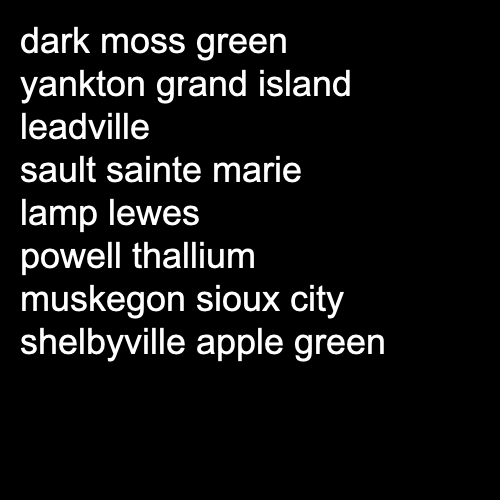 dark moss green
yankton grand island
leadville
sault sainte marie
lamp lewes
powell thallium
muskegon sioux city
shelbyville apple green